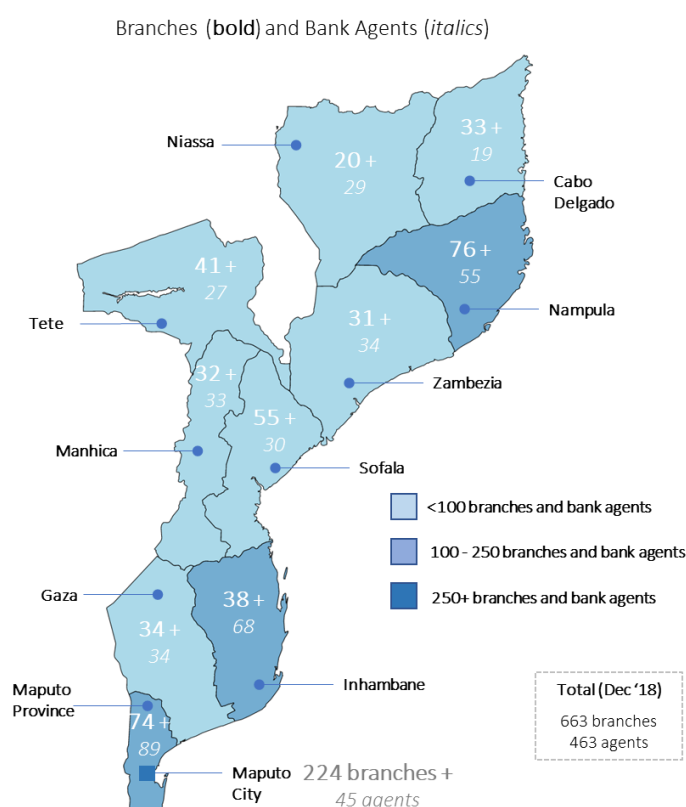 Branches (bold) and Bank Agents (italics)
Niassa
20 +
29
33 +
19
Cabo
Delgado
76 +
55
Nampula
41 +
27
Tete
31 +
34
Zambezia
32 +
33
Manhica
55 +
30
Sofala
<100 branches and bank agents
100 - 250 branches and bank agents
250+ branches and bank agents
Gaza
34 +
34
38 +
68
Inhambane
Maputo
Province
74 +
89
Maputo
City
224 branches +
45 agents
Total (Dec ‘18)
663 branches
463 agents